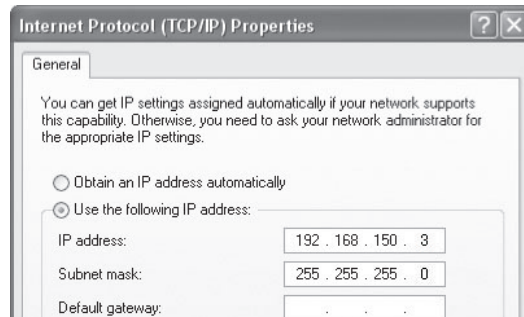 Internet Protocol (TCP/IP) Properties
General
You can get IP settings assigned automatically if your network supports
this capability. Otherwise, you need to ask your network administrator for
the appropriate IP settings.
Obtain an IP address automatically
Use the following IP address:
IP address: 192 . 168 . 150 . 3
Subnet mask: 255 . 255 . 255 . 0
Default gateway: . . .